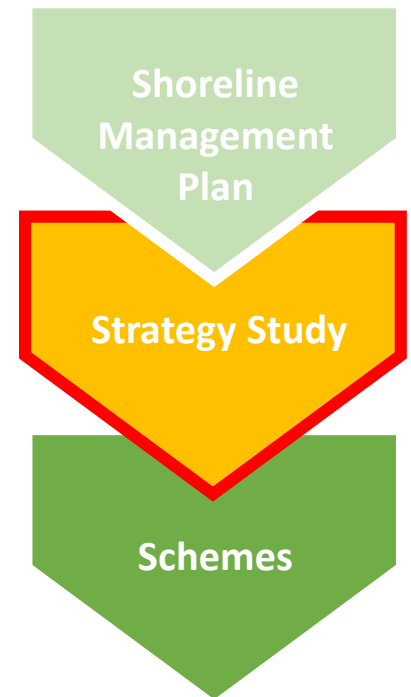 Shoreline
Management
Plan
Strategy Study
Schemes